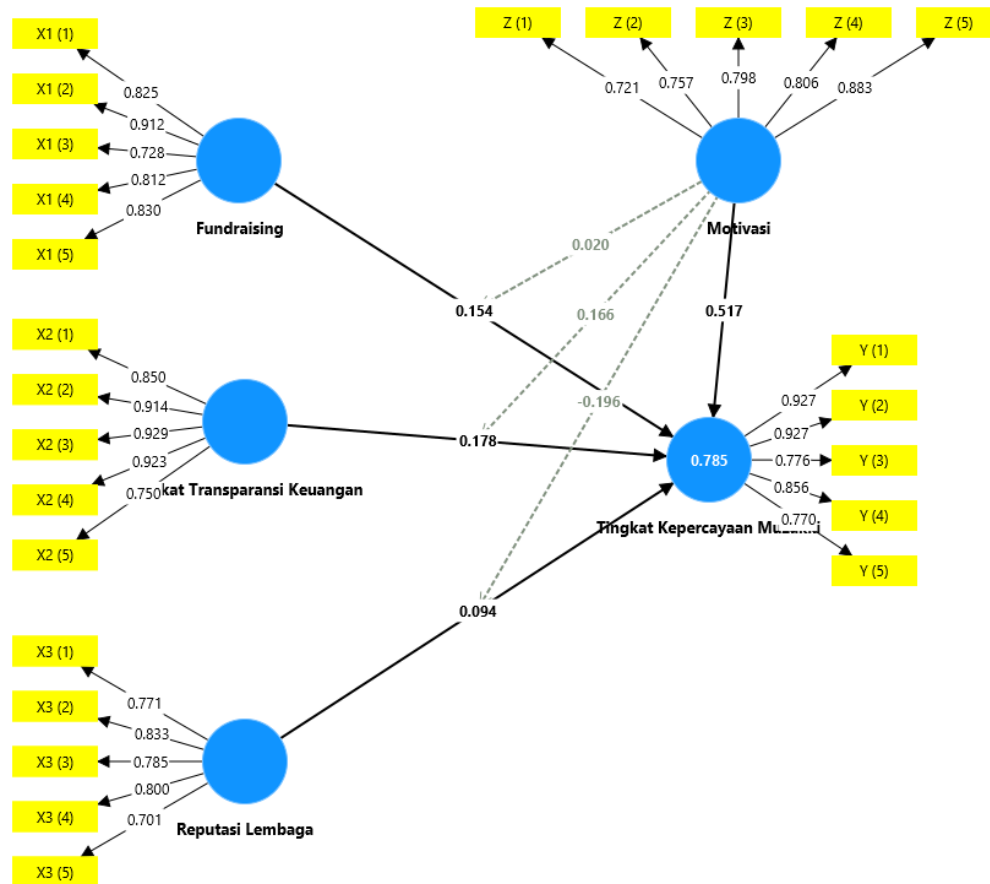 X1 (1)
X1 (2)
X1 (3)
X1 (4)
X1 (5)
0.825
0.912
0.728
0.812
0.830
Fundraising
Z (1)
Z (2)
Z (3)
Z (4)
Z (5)
0.721
0.757
0.798
0.806
0.883
Motivasi
0.020
0.166
-0.196
0.154
0.517
X2 (1)
X2 (2)
X2 (3)
X2 (4)
X2 (5)
0.850
0.914
0.929
0.923
0.750
Transparansi Keuangan
0.178
0.785
Tingkat Kepercayaan
Y (1)
Y (2)
Y (3)
Y (4)
Y (5)
0.927
0.927
0.776
0.856
0.770
0.094
X3 (1)
X3 (2)
X3 (3)
X3 (4)
X3 (5)
0.771
0.833
0.785
0.800
0.701
Reputasi Lembaga